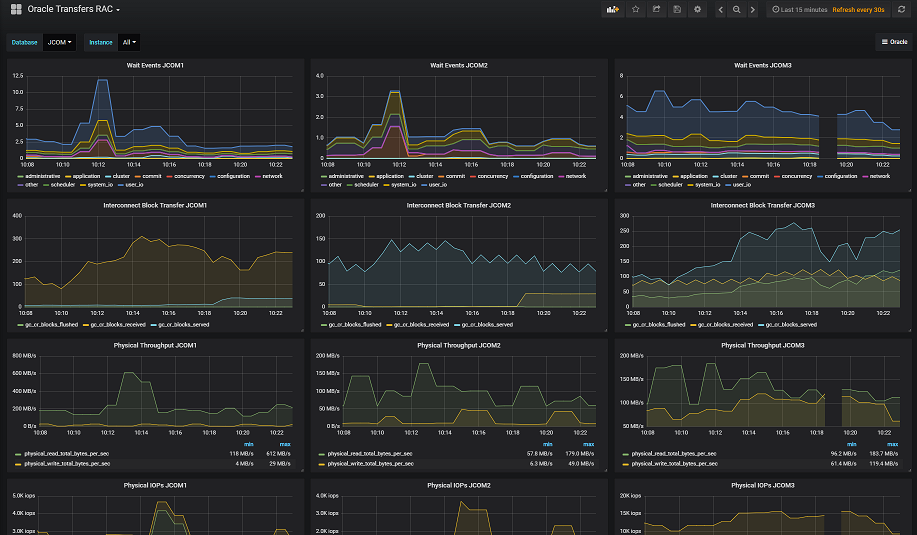 Oracle Transfers RAC
Last 15 minutes Refresh every 30s
Database JCOM Instance All Oracle
Wait Events JCOM1
12.5
10.0
7.5
5.0
2.5
0
10:08 10:10 10:12 10:14 10:16 10:18 10:20 10:22
administrative application cluster commit concurrency configuration network
other scheduler system_io user_io
Wait Events JCOM2
4.0
3.0
2.0
1.0
0
10:08 10:10 10:12 10:14 10:16 10:18 10:20 10:22
administrative application cluster commit concurrency configuration network
other scheduler system_io user_io
Wait Events JCOM3
8
6
4
2
0
10:08 10:10 10:12 10:14 10:16 10:18 10:20 10:22
administrative application cluster commit concurrency configuration network
other scheduler system_io user_io
Interconnect Block Transfer JCOM1
400
300
200
100
0
10:08 10:10 10:12 10:14 10:16 10:18 10:20 10:22
gc_cr_blocks_flushed gc_cr_blocks_received gc_cr_blocks_served
Interconnect Block Transfer JCOM2
200
150
100
50
0
10:08 10:10 10:12 10:14 10:16 10:18 10:20 10:22
gc_cr_blocks_flushed gc_cr_blocks_received gc_cr_blocks_served
Interconnect Block Transfer JCOM3
300
250
200
150
100
50
0
10:08 10:10 10:12 10:14 10:16 10:18 10:20 10:22
gc_cr_blocks_flushed gc_cr_blocks_received gc_cr_blocks_served
Physical Throughput JCOM1
800 MB/s
600 MB/s
400 MB/s
200 MB/s
0 B/s
10:08 10:10 10:12 10:14 10:16 10:18 10:20 10:22
min max
physical_read_total_bytes_per_sec 118 MB/s 612 MB/s
physical_write_total_bytes_per_sec 4 MB/s 29 MB/s
Physical Throughput JCOM2
200 MB/s
150 MB/s
100 MB/s
50 MB/s
0 B/s
10:08 10:10 10:12 10:14 10:16 10:18 10:20 10:22
min max
physical_read_total_bytes_per_sec 57.8 MB/s 179.0 MB/s
physical_write_total_bytes_per_sec 6.3 MB/s 49.0 MB/s
Physical Throughput JCOM3
200 MB/s
150 MB/s
100 MB/s
50 MB/s
10:08 10:10 10:12 10:14 10:16 10:18 10:20 10:22
min max
physical_read_total_bytes_per_sec 96.2 MB/s 183.7 MB/s
physical_write_total_bytes_per_sec 61.4 MB/s 119.4 MB/s
Physical IOPs JCOM1
5.0K iops
4.0K iops
3.0K iops
Physical IOPs JCOM2
4.0K iops
3.0K iops
Physical IOPs JCOM3
20K iops
15K iops
10K iops